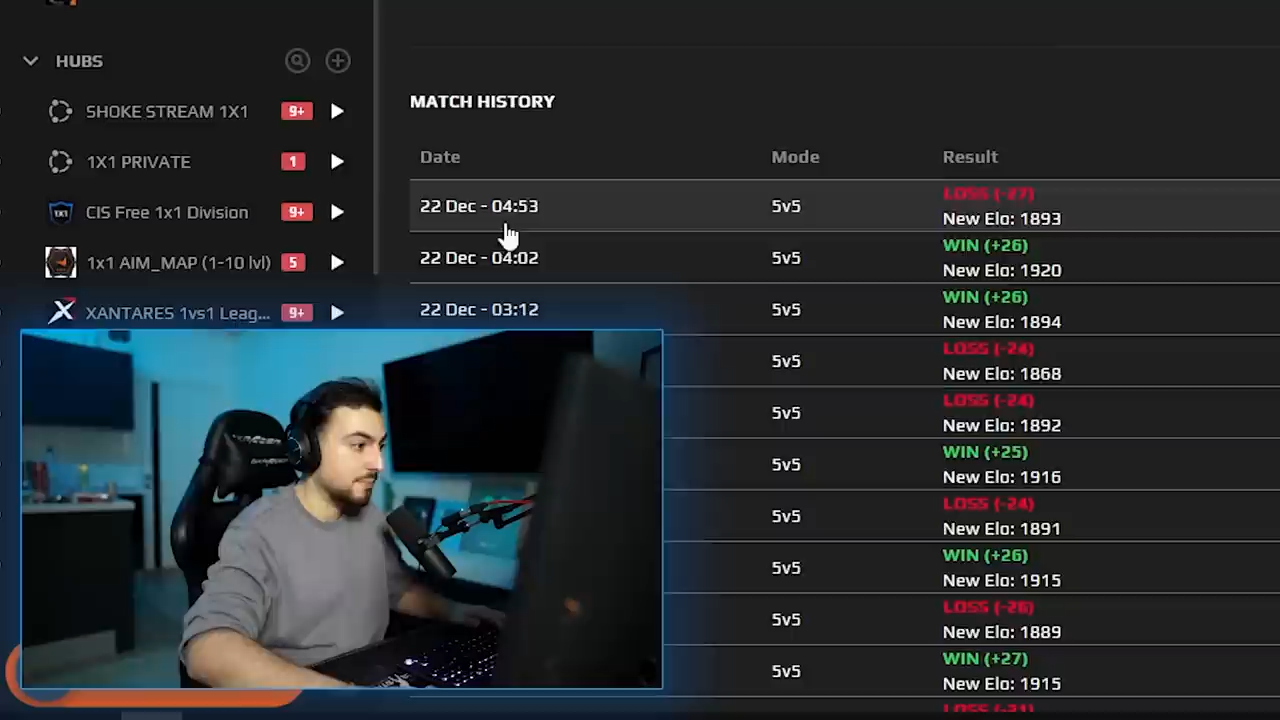 HUBS
SHOKE STREAM 1X1 9+
1X1 PRIVATE 1
CIS Free 1x1 Division 9+
1x1 AIM_MAP (1-10 lvl) 5
XANTARES 1vs1 Leag... 9+
MATCH HISTORY
Date Mode Result
22 Dec - 04:53 5v5 LOSS (-27)
New Elo: 1893
22 Dec - 04:02 5v5 WIN (+26)
New Elo: 1920
22 Dec - 03:12 5v5 WIN (+26)
New Elo: 1894
5v5 LOSS (-24)
New Elo: 1868
5v5 LOSS (-24)
New Elo: 1892
5v5 WIN (+25)
New Elo: 1916
5v5 LOSS (-24)
New Elo: 1891
5v5 WIN (+26)
New Elo: 1915
5v5 LOSS (-26)
New Elo: 1889
5v5 WIN (+27)
New Elo: 1915